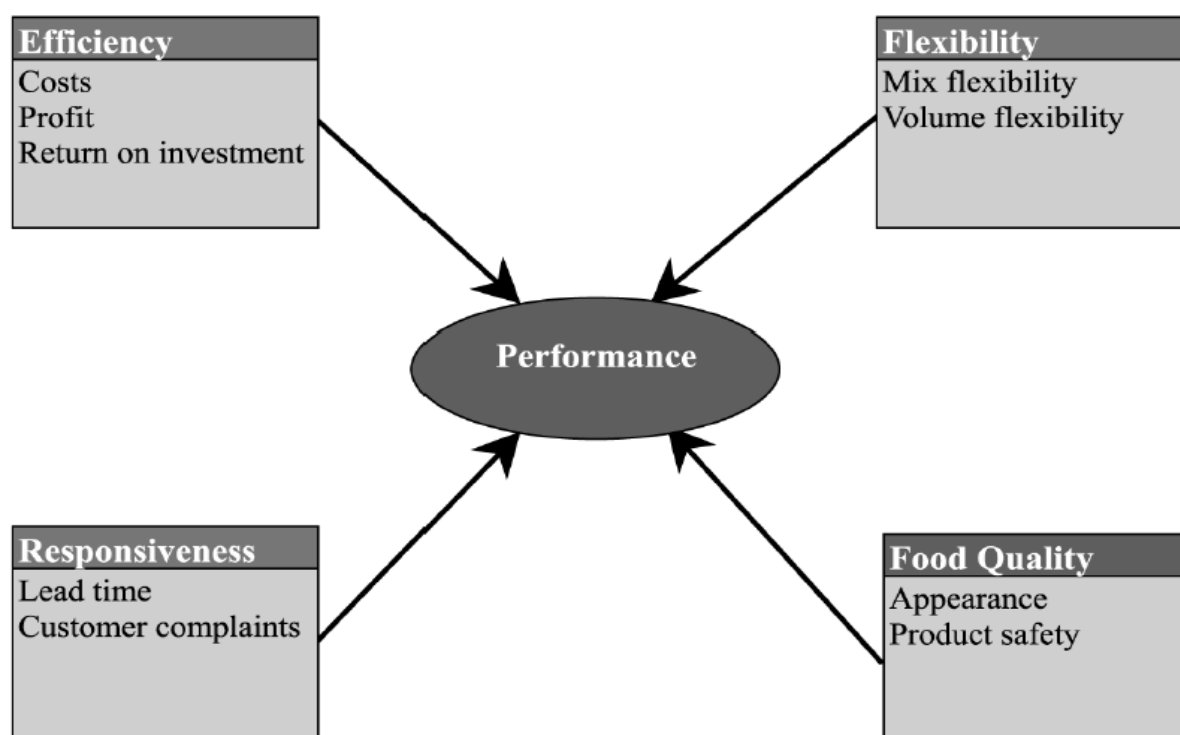 Efficiency
Costs
Profit
Return on investment
Flexibility
Mix flexibility
Volume flexibility
Performance
Responsiveness
Lead time
Customer complaints
Food Quality
Appearance
Product safety